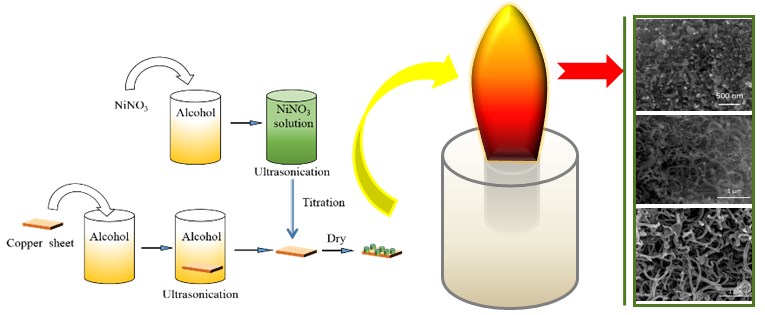 NiNO3
Alcohol
NiNO3
solution
Ultrasonication
Titration
Copper sheet
Alcohol
Alcohol
Ultrasonication
Dry
500 nm
1 μm